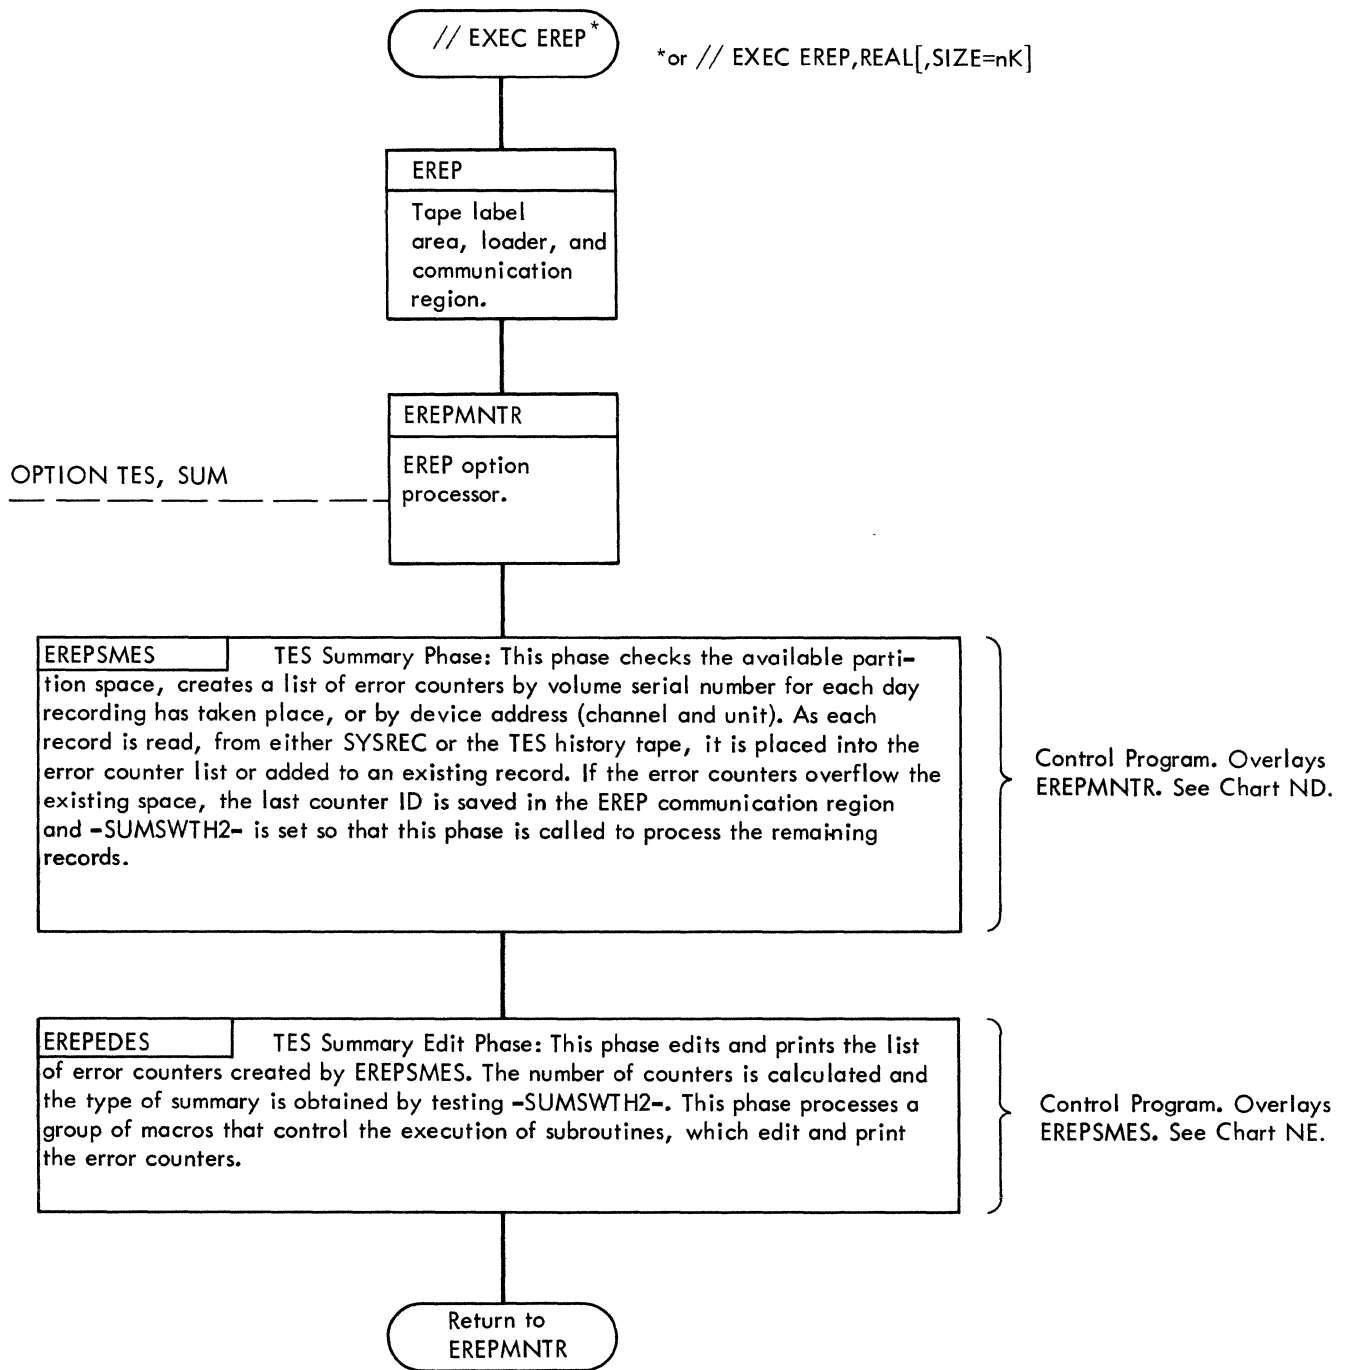 // EXEC EREP*
*or // EXEC EREP,REAL[,SIZE=nK]
EREP
Tape label
area, loader, and
communication
region.
EREPMNTR
EREP option
processor.
OPTION TES, SUM
EREPSMES TES Summary Phase: This phase checks the available parti-
tion space, creates a list of error counters by volume serial number for each day
recording has taken place, or by device address (channel and unit). As each
record is read, from either SYSREC or the TES history tape, it is placed into the
error counter list or added to an existing record. If the error counters overflow the
existing space, the last counter ID is saved in the EREP communication region
and -SUMSWTH2- is set so that this phase is called to process the remaining
records.
Control Program. Overlays
EREPMNTR. See Chart ND.
EREPEDES TES Summary Edit Phase: This phase edits and prints the list
of error counters created by EREPSMES. The number of counters is calculated and
the type of summary is obtained by testing -SUMSWTH2-. This phase processes a
group of macros that control the execution of subroutines, which edit and print
the error counters.
Control Program. Overlays
EREPSMES. See Chart NE.
Return to
EREPMNTR